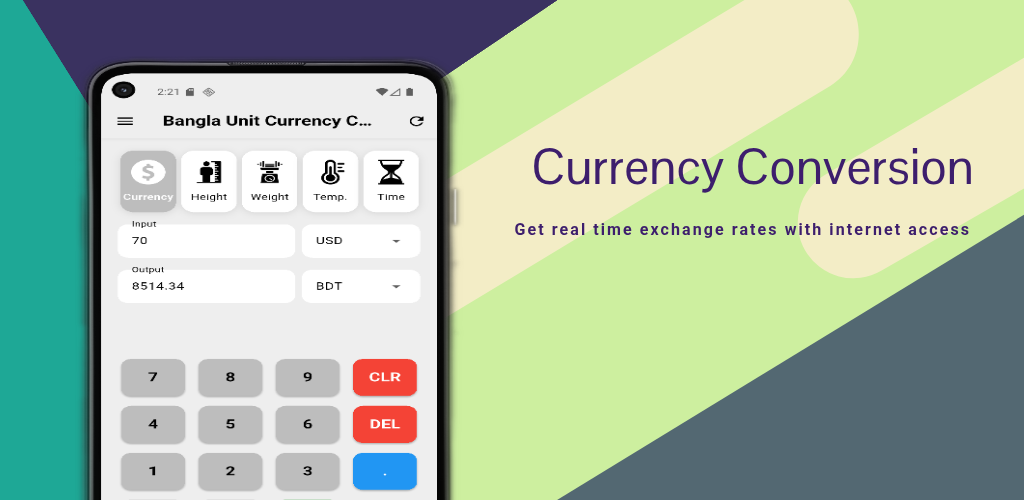 2:21
Bangla Unit Currency C...
Currency Height Weight Temp. Time
Input
70 USD
Output
8514.34 BDT
7 8 9 CLR
4 5 6 DEL
1 2 3 .
Currency Conversion
Get real time exchange rates with internet access